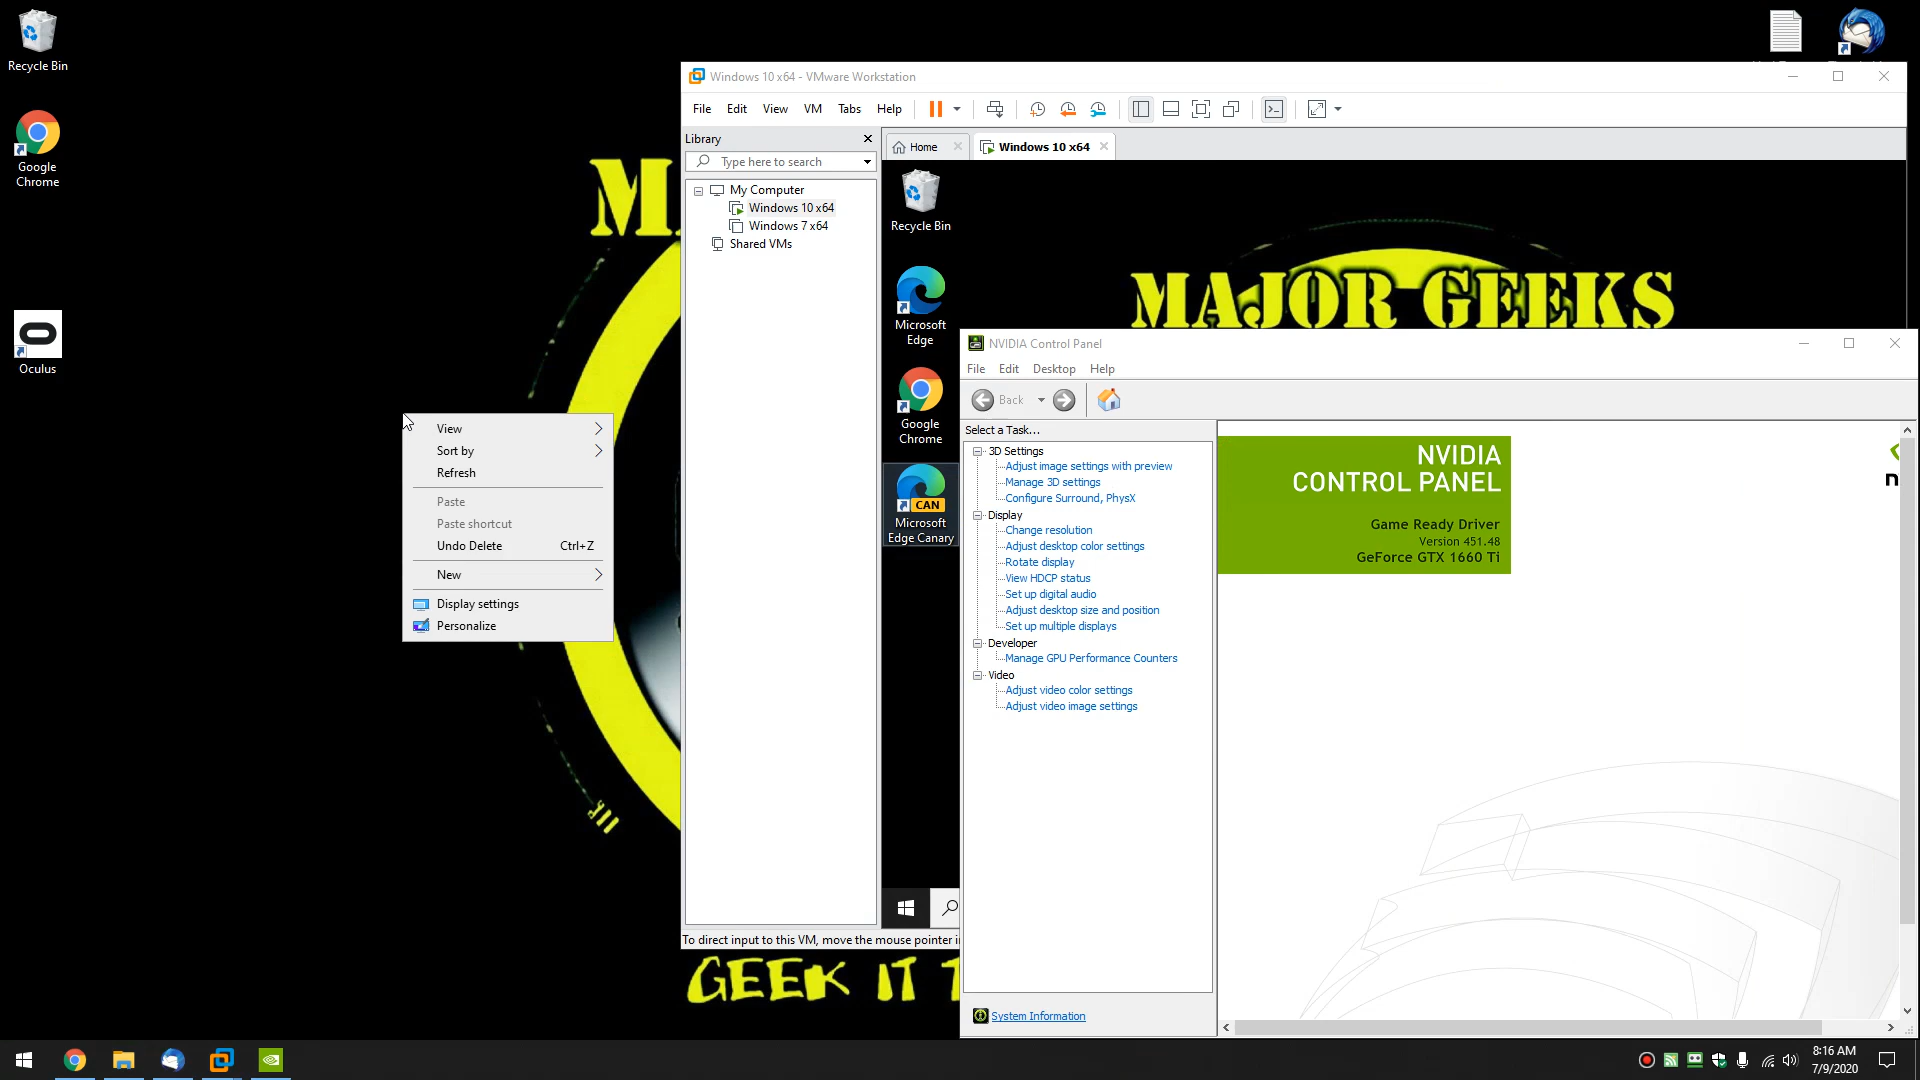 Recycle Bin
Google
Chrome
Oculus
MA
View
Sort by
Refresh
Paste
Paste shortcut
Undo Delete Ctrl+Z
New
Display settings
Personalize
GEEK IT
Windows 10 x64 - VMware Workstation
File Edit View VM Tabs Help
Library
Type here to search
My Computer
Windows 10 x64
Windows 7 x64
Shared VMs
Home
Windows 10 x64
Recycle Bin
Microsoft
Edge
Google
Chrome
CAN
Microsoft
Edge Canary
MAJOR GEEKS
To direct input to this VM, move the mouse pointer i
NVIDIA Control Panel
File Edit Desktop Help
Back
Select a Task...
3D Settings
Adjust image settings with preview
Manage 3D settings
Configure Surround, PhysX
Display
Change resolution
Adjust desktop color settings
Rotate display
View HDCP status
Set up digital audio
Adjust desktop size and position
Set up multiple displays
Developer
Manage GPU Performance Counters
Video
Adjust video color settings
Adjust video image settings
System Information
NVIDIA
CONTROL PANEL
Game Ready Driver
Version 451.48
GeForce GTX 1660 Ti
n
8:16 AM
7/9/2020